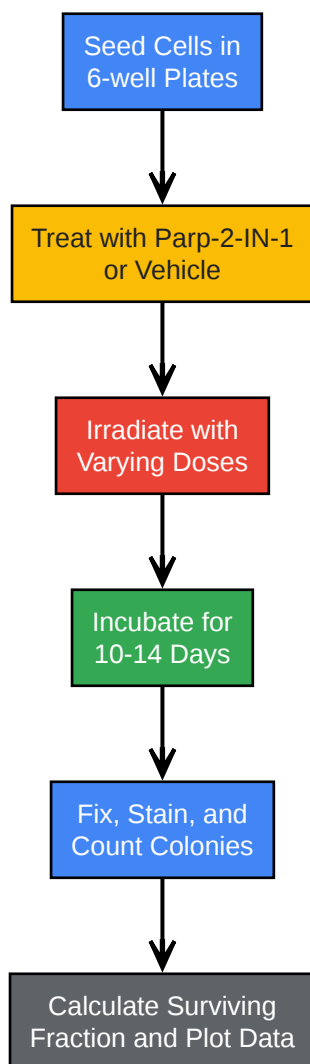 Seed Cells in
6-well Plates
Treat with Parp-2-IN-1
or Vehicle
Irradiate with
Varying Doses
Incubate for
10-14 Days
Fix, Stain, and
Count Colonies
Calculate Surviving
Fraction and Plot Data